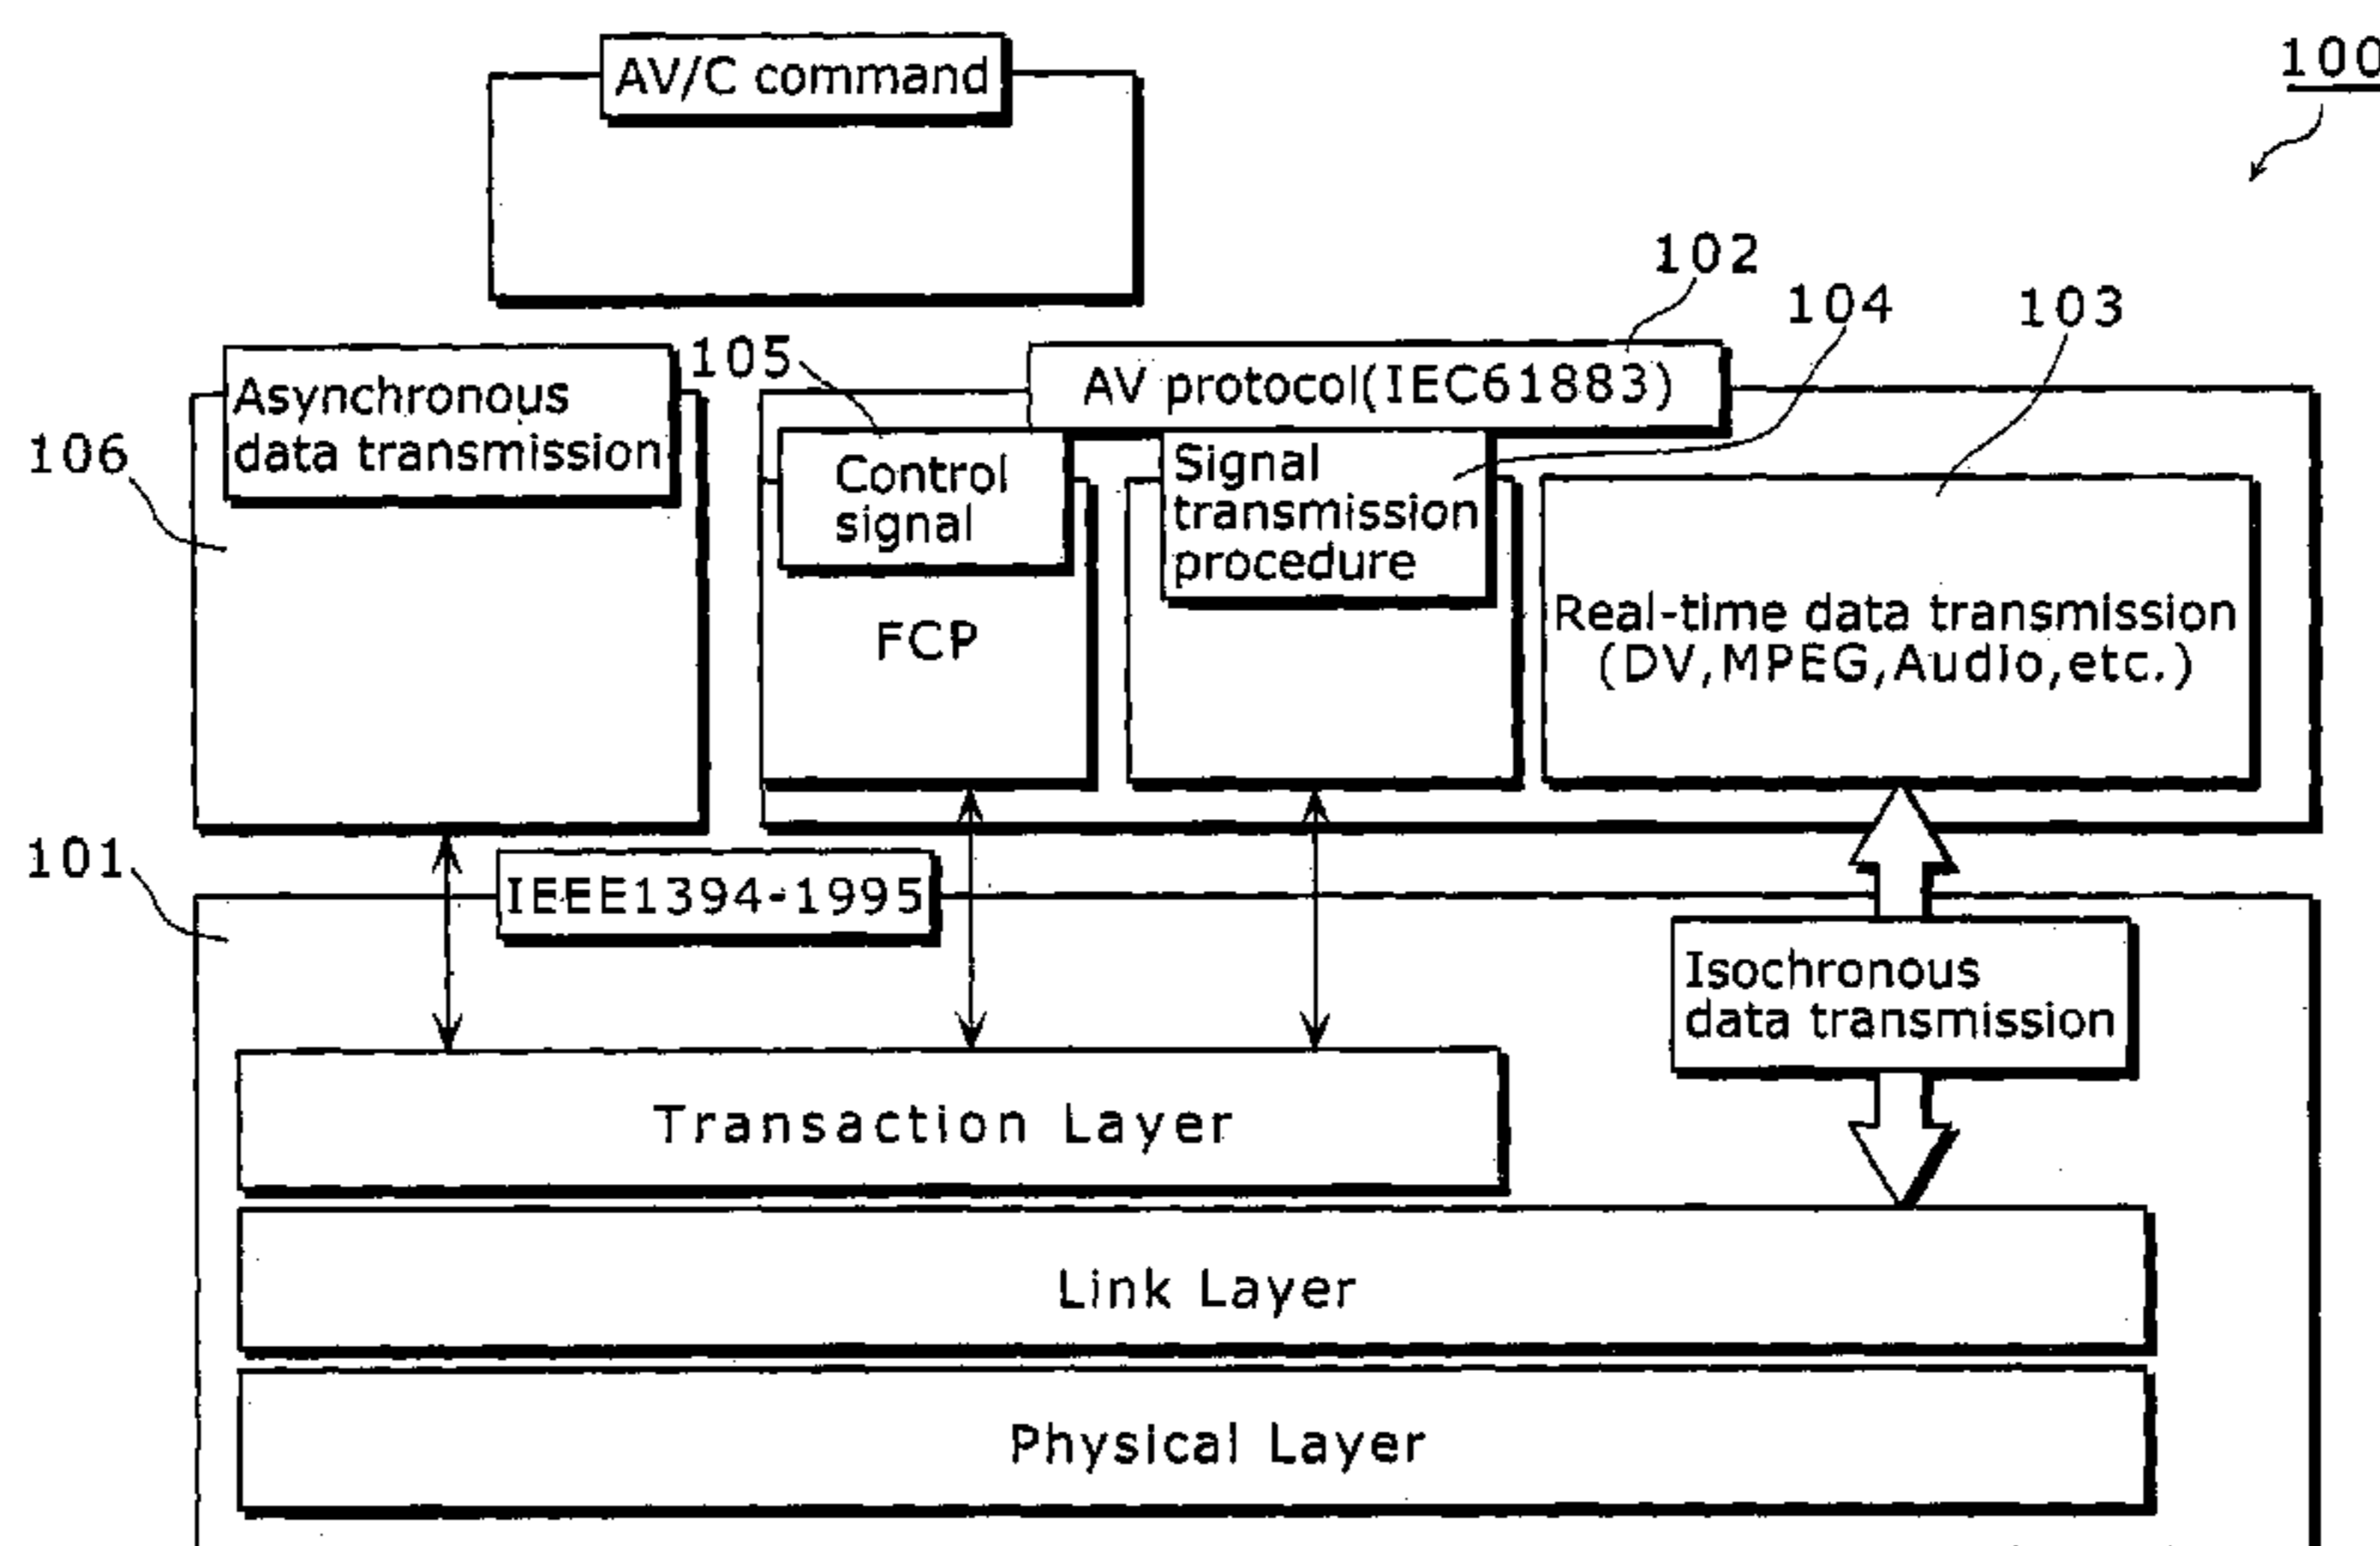 100
AV/C command
102
104
103
105
AV protocol(IEC61883)
Asynchronous
data transmission
106
Control
signal
Signal
transmission
procedure
FCP
Real-time data transmission
(DV,MPEG,Audio,etc.)
101
IEEE1394-1995
Isochronous
data transmission
Transaction Layer
Link Layer
Physical Layer